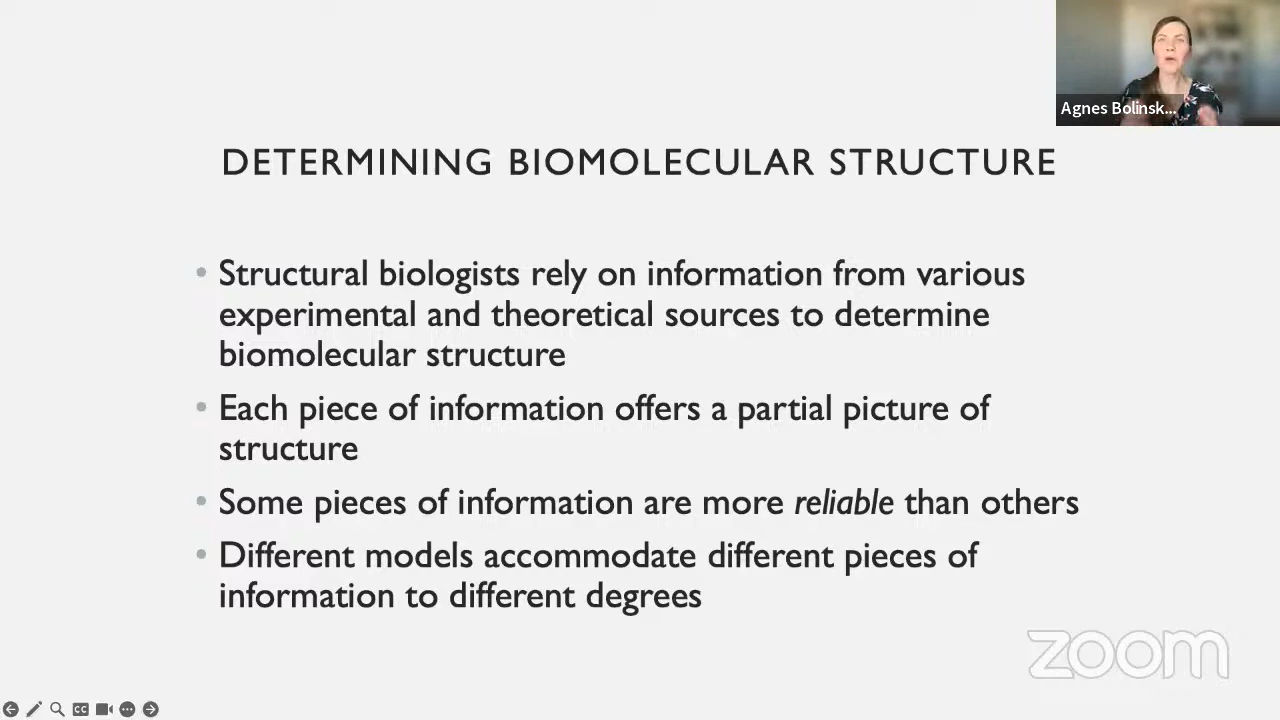 Agnes Bolinsk...
DETERMINING BIOMOLECULAR STRUCTURE
• Structural biologists rely on information from various
experimental and theoretical sources to determine
biomolecular structure
• Each piece of information offers a partial picture of
structure
• Some pieces of information are more reliable than others
• Different models accommodate different pieces of
information to different degrees
zoom
CC